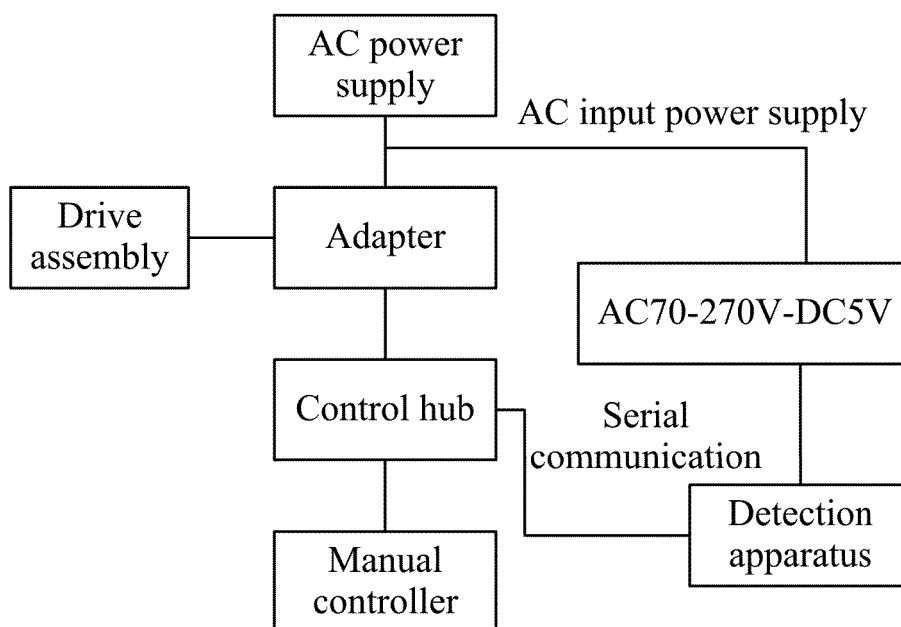 AC power
supply
AC input power supply
Drive
assembly
Adapter
AC70-270V-DC5V
Control hub
Serial
communication
Detection
apparatus
Manual
controller